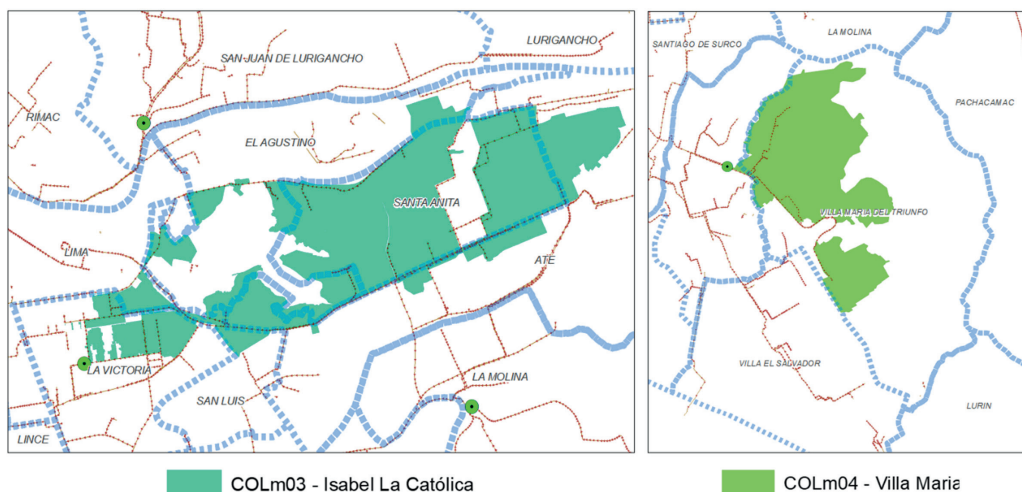 LURIGANCHO
SAN JUAN DE LURIGANCHO
RIMAC
EL AGUSTINO
SANTA ANITA
LIMA
ATE
LA VICTORIA
LA MOLINA
SAN LUIS
LINCE
LA MOLINA
SANTIAGO DE SURCO
PACHACAMAC
VILLA MARIA DEL TRIUNFO
VILLA EL SALVADOR
LURIN
COLm03 - Isabel La Católica
COLm04 - Villa Maria